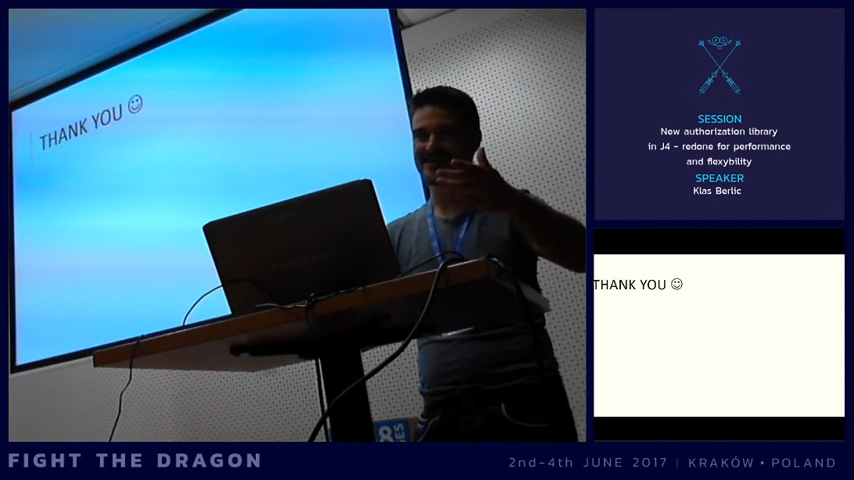 THANK YOU ☺
SESSION
New authorization library
in J4 - redone for performance
and flexybility
SPEAKER
Klas Berlic
THANK YOU ☺
FIGHT THE DRAGON
2nd-4th JUNE 2017 | KRAKÓW • POLAND